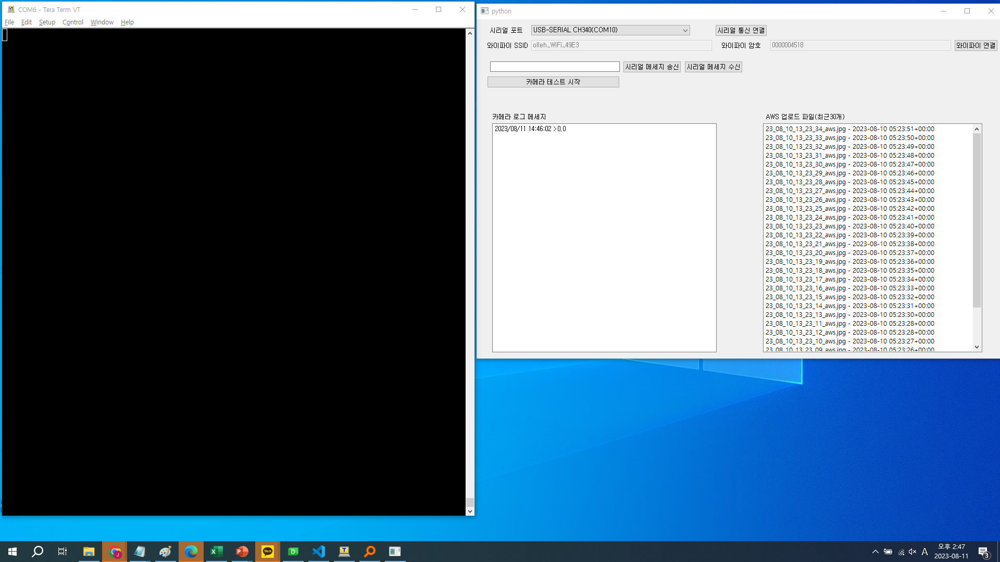 COM6 - Tera Term VT
File Edit Setup Control Window Help
python
시리얼 포트 USB-SERIAL CH340(COM10) 시리얼 통신 연결
와이파이 SSID olleh_WiFi_49E3 와이파이 암호 0000004518 와이파이 연결
시리얼 메세지 송신 시리얼 메세지 수신
카메라 테스트 시작
카메라 로그 메세지
2023/08/11 14:46:02 > 0,0
AWS 업로드 파일(최근30개)
23_08_10_13_23_34_aws.jpg - 2023-08-10 05:23:51+00:00
23_08_10_13_23_33_aws.jpg - 2023-08-10 05:23:50+00:00
23_08_10_13_23_32_aws.jpg - 2023-08-10 05:23:49+00:00
23_08_10_13_23_31_aws.jpg - 2023-08-10 05:23:48+00:00
23_08_10_13_23_30_aws.jpg - 2023-08-10 05:23:47+00:00
23_08_10_13_23_29_aws.jpg - 2023-08-10 05:23:46+00:00
23_08_10_13_23_28_aws.jpg - 2023-08-10 05:23:45+00:00
23_08_10_13_23_27_aws.jpg - 2023-08-10 05:23:44+00:00
23_08_10_13_23_26_aws.jpg - 2023-08-10 05:23:43+00:00
23_08_10_13_23_25_aws.jpg - 2023-08-10 05:23:42+00:00
23_08_10_13_23_24_aws.jpg - 2023-08-10 05:23:41+00:00
23_08_10_13_23_23_aws.jpg - 2023-08-10 05:23:40+00:00
23_08_10_13_23_22_aws.jpg - 2023-08-10 05:23:39+00:00
23_08_10_13_23_21_aws.jpg - 2023-08-10 05:23:38+00:00
23_08_10_13_23_20_aws.jpg - 2023-08-10 05:23:37+00:00
23_08_10_13_23_19_aws.jpg - 2023-08-10 05:23:36+00:00
23_08_10_13_23_18_aws.jpg - 2023-08-10 05:23:35+00:00
23_08_10_13_23_17_aws.jpg - 2023-08-10 05:23:34+00:00
23_08_10_13_23_16_aws.jpg - 2023-08-10 05:23:33+00:00
23_08_10_13_23_15_aws.jpg - 2023-08-10 05:23:32+00:00
23_08_10_13_23_14_aws.jpg - 2023-08-10 05:23:31+00:00
23_08_10_13_23_13_aws.jpg - 2023-08-10 05:23:30+00:00
23_08_10_13_23_11_aws.jpg - 2023-08-10 05:23:28+00:00
23_08_10_13_23_12_aws.jpg - 2023-08-10 05:23:28+00:00
23_08_10_13_23_10_aws.jpg - 2023-08-10 05:23:27+00:00
23_08_10_13_23_09_aws.jpg - 2023-08-10 05:23:26+00:00
A 오후 2:47
2023-08-11
3